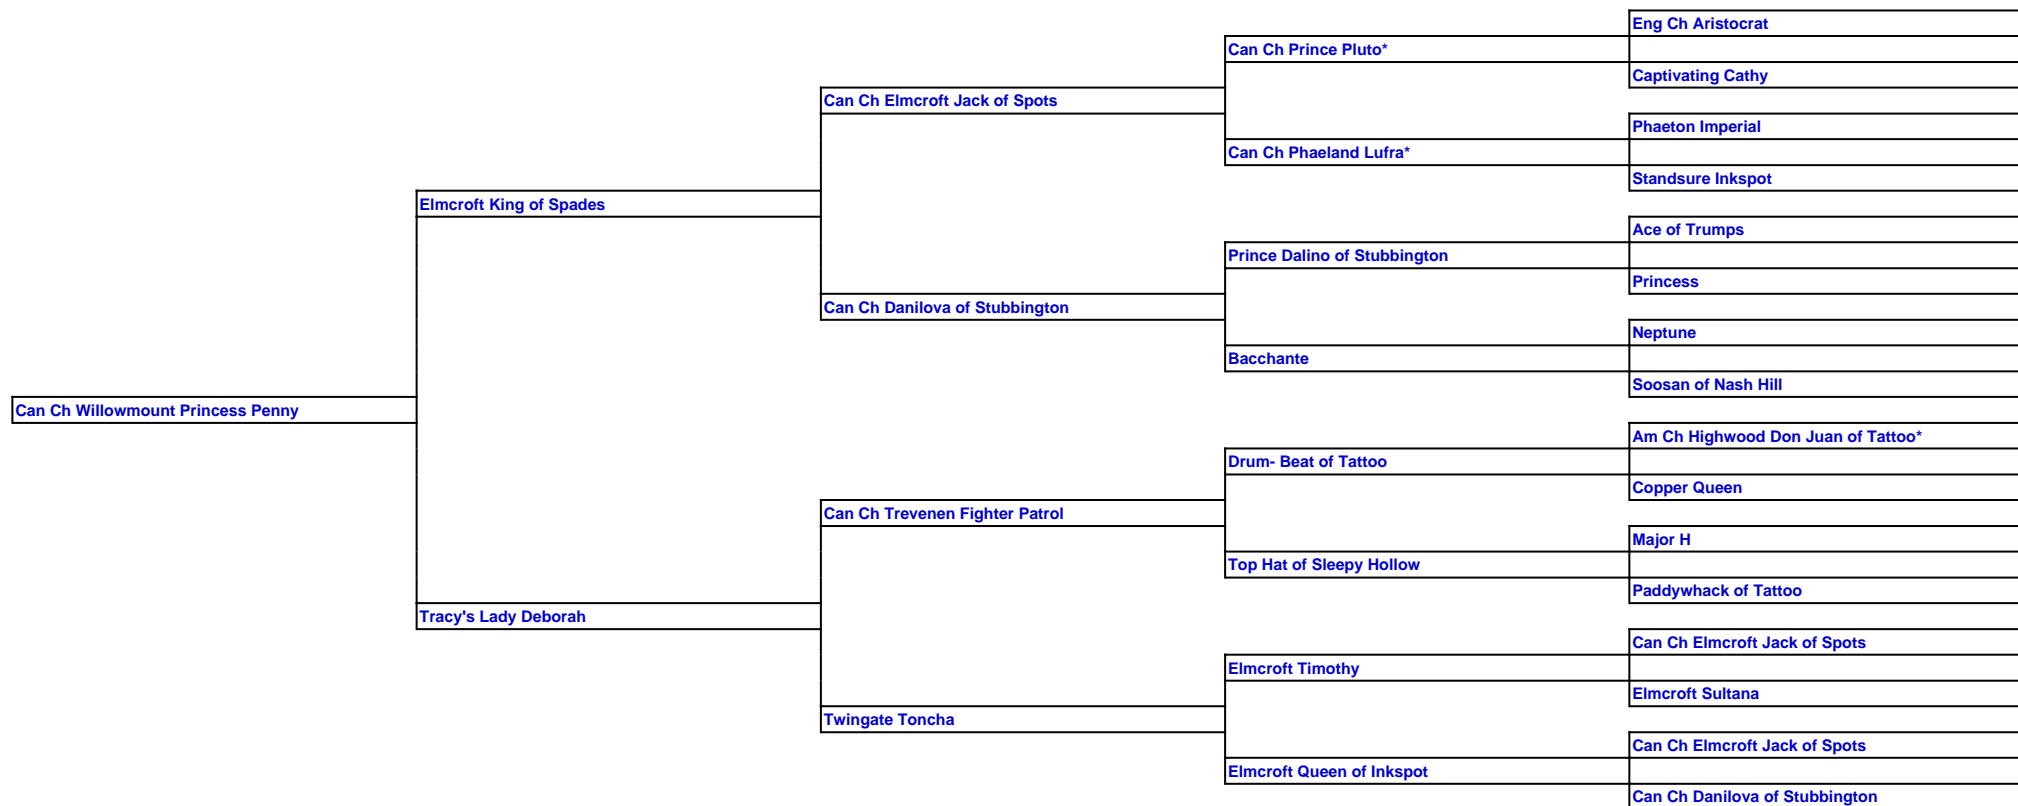 Eng Ch Aristocrat
Can Ch Prince Pluto*
Captivating Cathy
Can Ch Elmcroft Jack of Spots
Phaeton Imperial
Can Ch Phaeland Lufra*
Standsure Inkspot
Elmcroft King of Spades
Ace of Trumps
Prince Dalino of Stubbington
Princess
Can Ch Danilova of Stubbington
Neptune
Bacchante
Soosan of Nash Hill
Can Ch Willowmount Princess Penny
Am Ch Highwood Don Juan of Tattoo*
Drum- Beat of Tattoo
Copper Queen
Can Ch Trevenen Fighter Patrol
Major H
Top Hat of Sleepy Hollow
Paddywhack of Tattoo
Tracy's Lady Deborah
Can Ch Elmcroft Jack of Spots
Elmcroft Timothy
Elmcroft Sultana
Twingate Toncha
Can Ch Elmcroft Jack of Spots
Elmcroft Queen of Inkspot
Can Ch Danilova of Stubbington